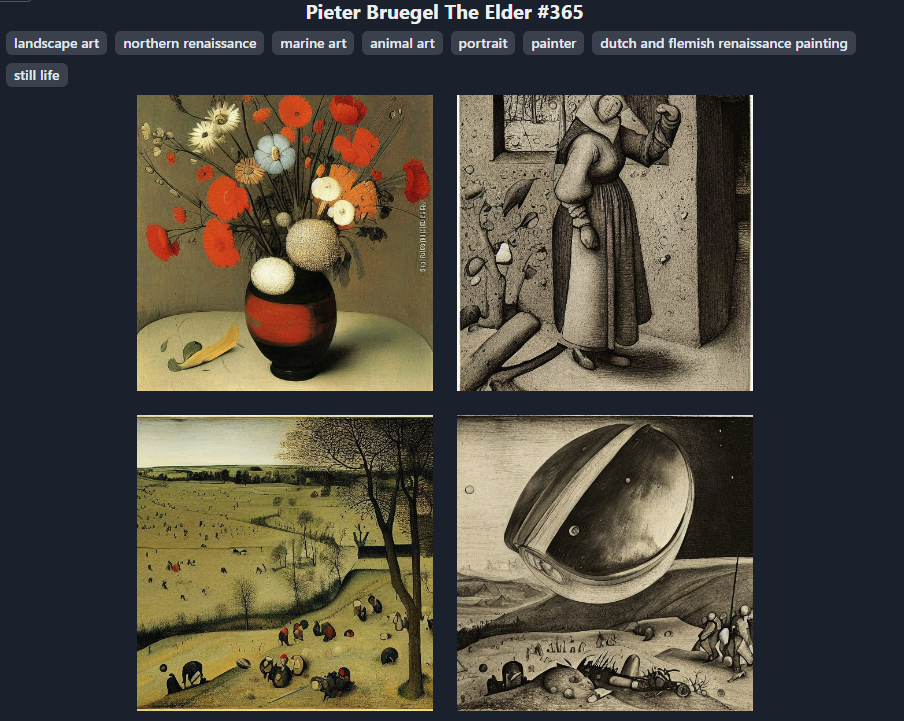 Pieter Bruegel The Elder #365
landscape art northern renaissance marine art animal art portrait painter dutch and flemish renaissance painting
still life